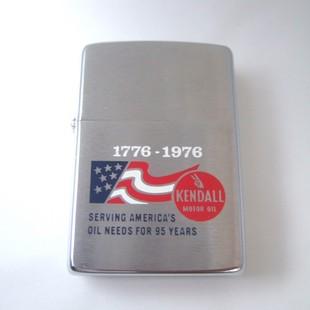 1776-1976
KENDALL
MOTOR OIL
SERVING AMERICA'S
OIL NEEDS FOR 95 YEARS